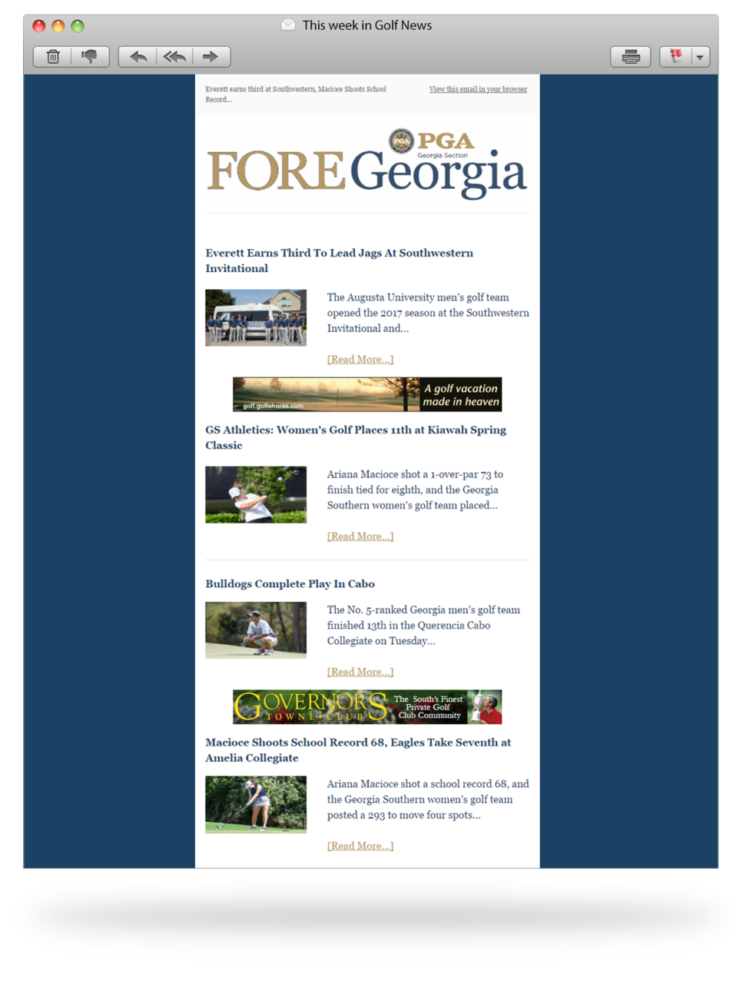 This week in Golf News
Everett earns third at Southwestern, Macioce Shoots School
Record...
View this email in your browser
PGA
PGA
Georgia Section
FORE Georgia
Everett Earns Third To Lead Jags At Southwestern
Invitational
The Augusta University men's golf team
opened the 2017 season at the Southwestern
Invitational and...
[Read More...]
golf.gulfshores.com
A golf vacation
made in heaven
GS Athletics: Women's Golf Places 11th at Kiawah Spring
Classic
Ariana Macioce shot a 1-over-par 73 to
finish tied for eighth, and the Georgia
Southern women's golf team placed...
[Read More...]
Bulldogs Complete Play In Cabo
The No. 5-ranked Georgia men's golf team
finished 13th in the Querencia Cabo
Collegiate on Tuesday...
[Read More...]
GOVERNORS
TOWNE • CLUB
The South's Finest
Private Golf
Club Community
Macioce Shoots School Record 68, Eagles Take Seventh at
Amelia Collegiate
Ariana Macioce shot a school record 68, and
the Georgia Southern women's golf team
posted a 293 to move four spots...
[Read More...]